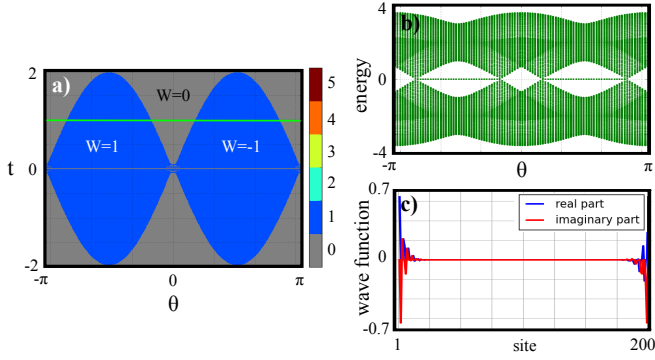 a)
W=0
W=1
W=-1
t
2
0
-2
-π
0
π
θ
5
4
3
2
1
0
b)
energy
4
0
-4
-π
0
π
θ
c)
wave function
0.7
0
-0.7
real part
imaginary part
1
site
200